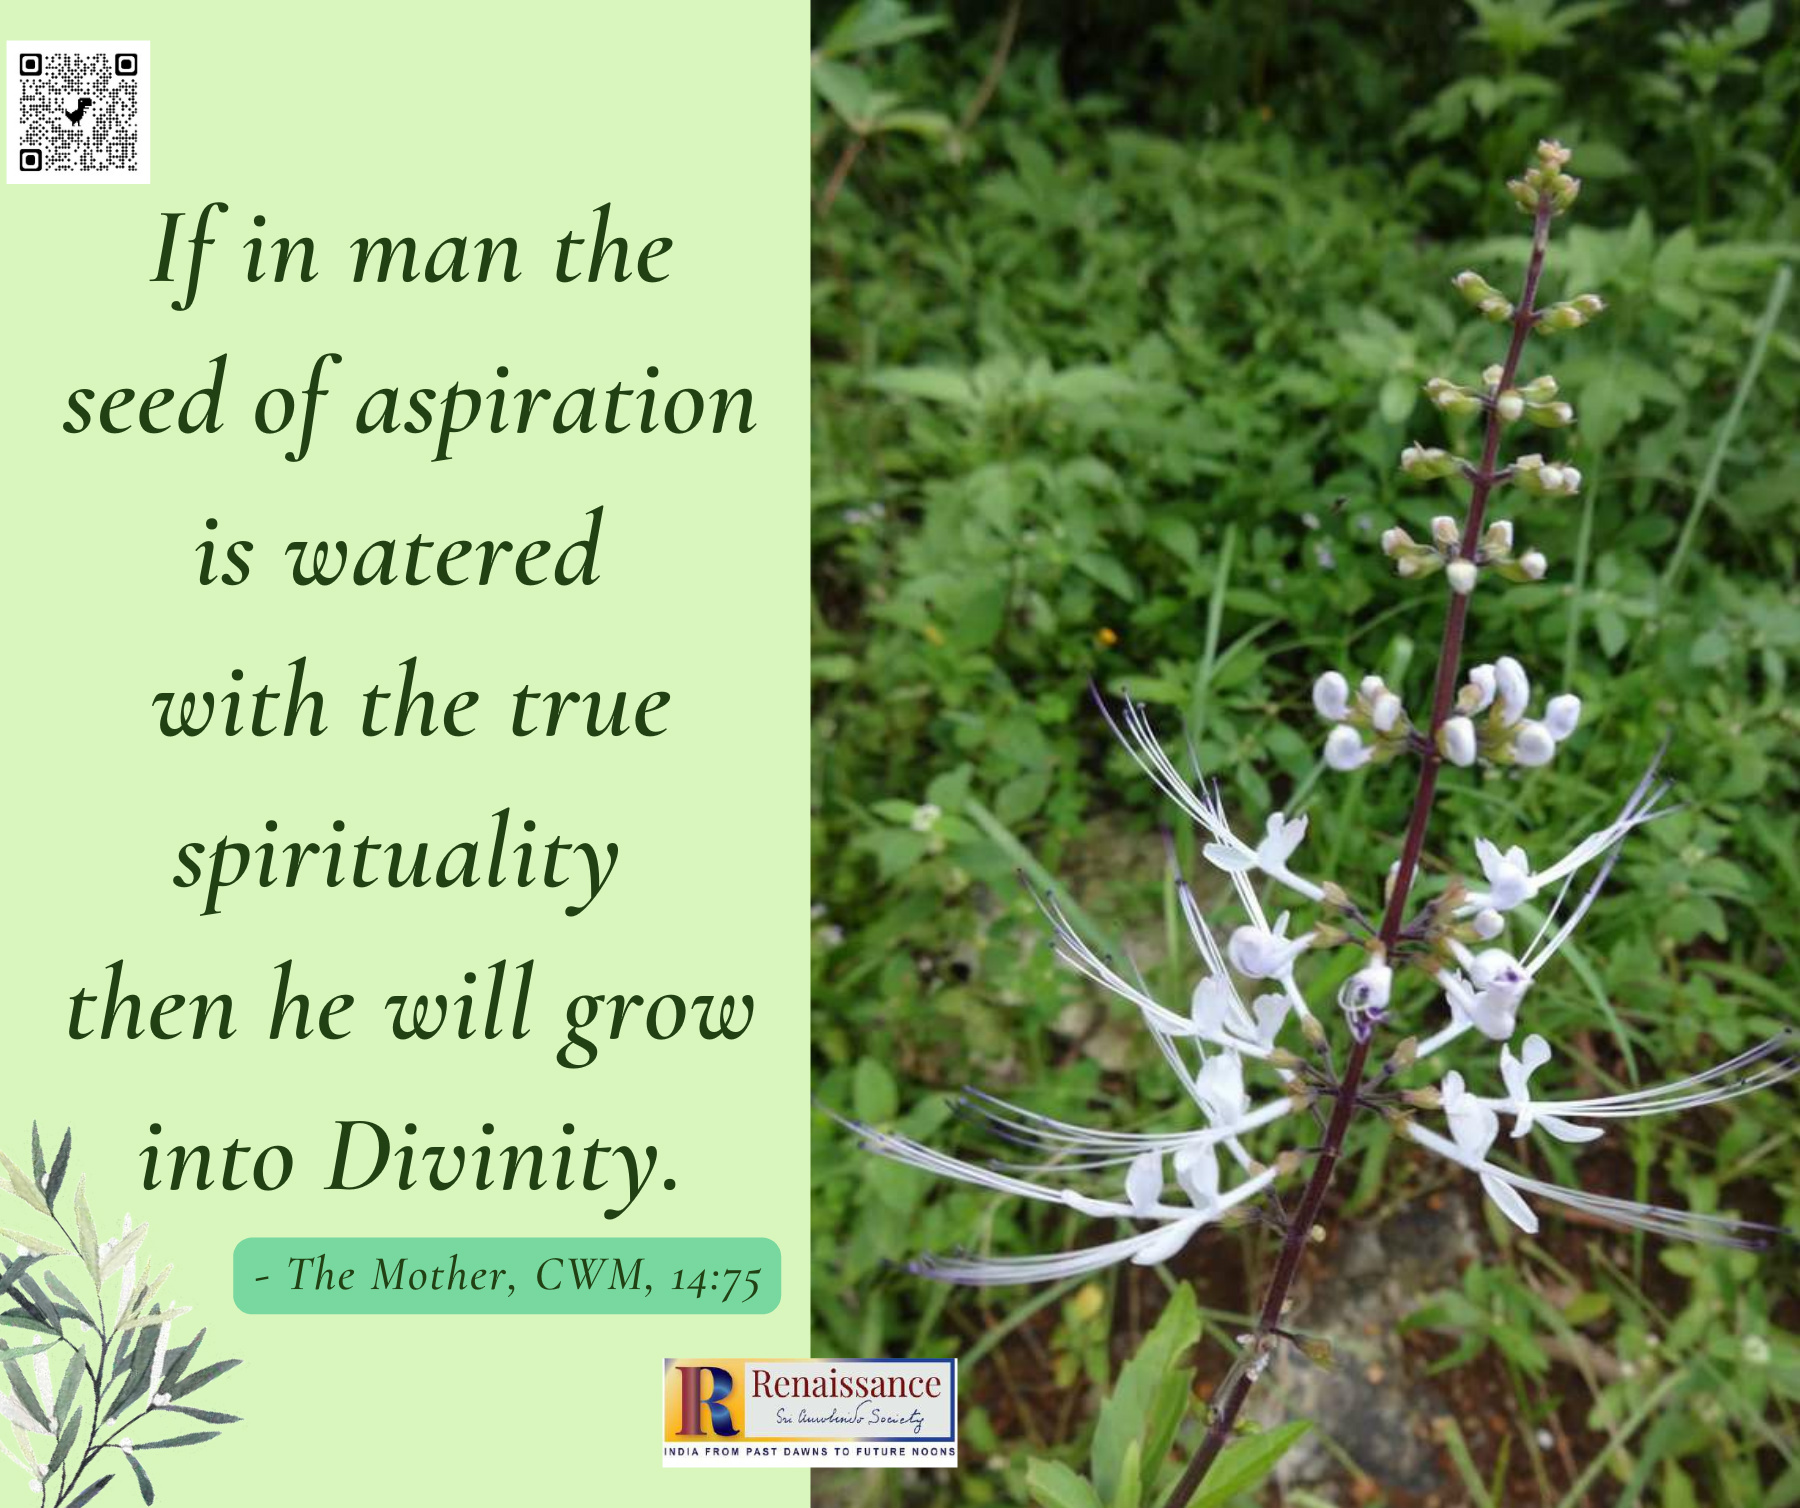 If in man the
seed of aspiration
is watered
with the true
spirituality
then he will grow
into Divinity.
- The Mother, CWM, 14:75
R Renaissance
Sri Aurobindo Society
INDIA FROM PAST DAWNS TO FUTURE NOONS